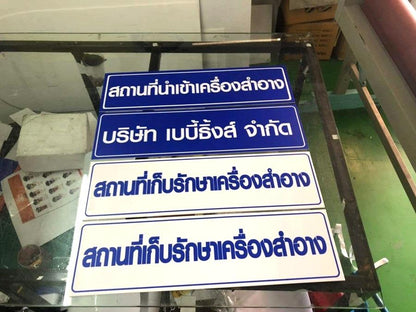 สถานที่นำเข้าเครื่องสำอาง
บริษัท เบบี้ธิ้งส์ จำกัด
สถานที่เก็บรักษาเครื่องสำอาง
สถานที่เก็บรักษาเครื่องสำอาง